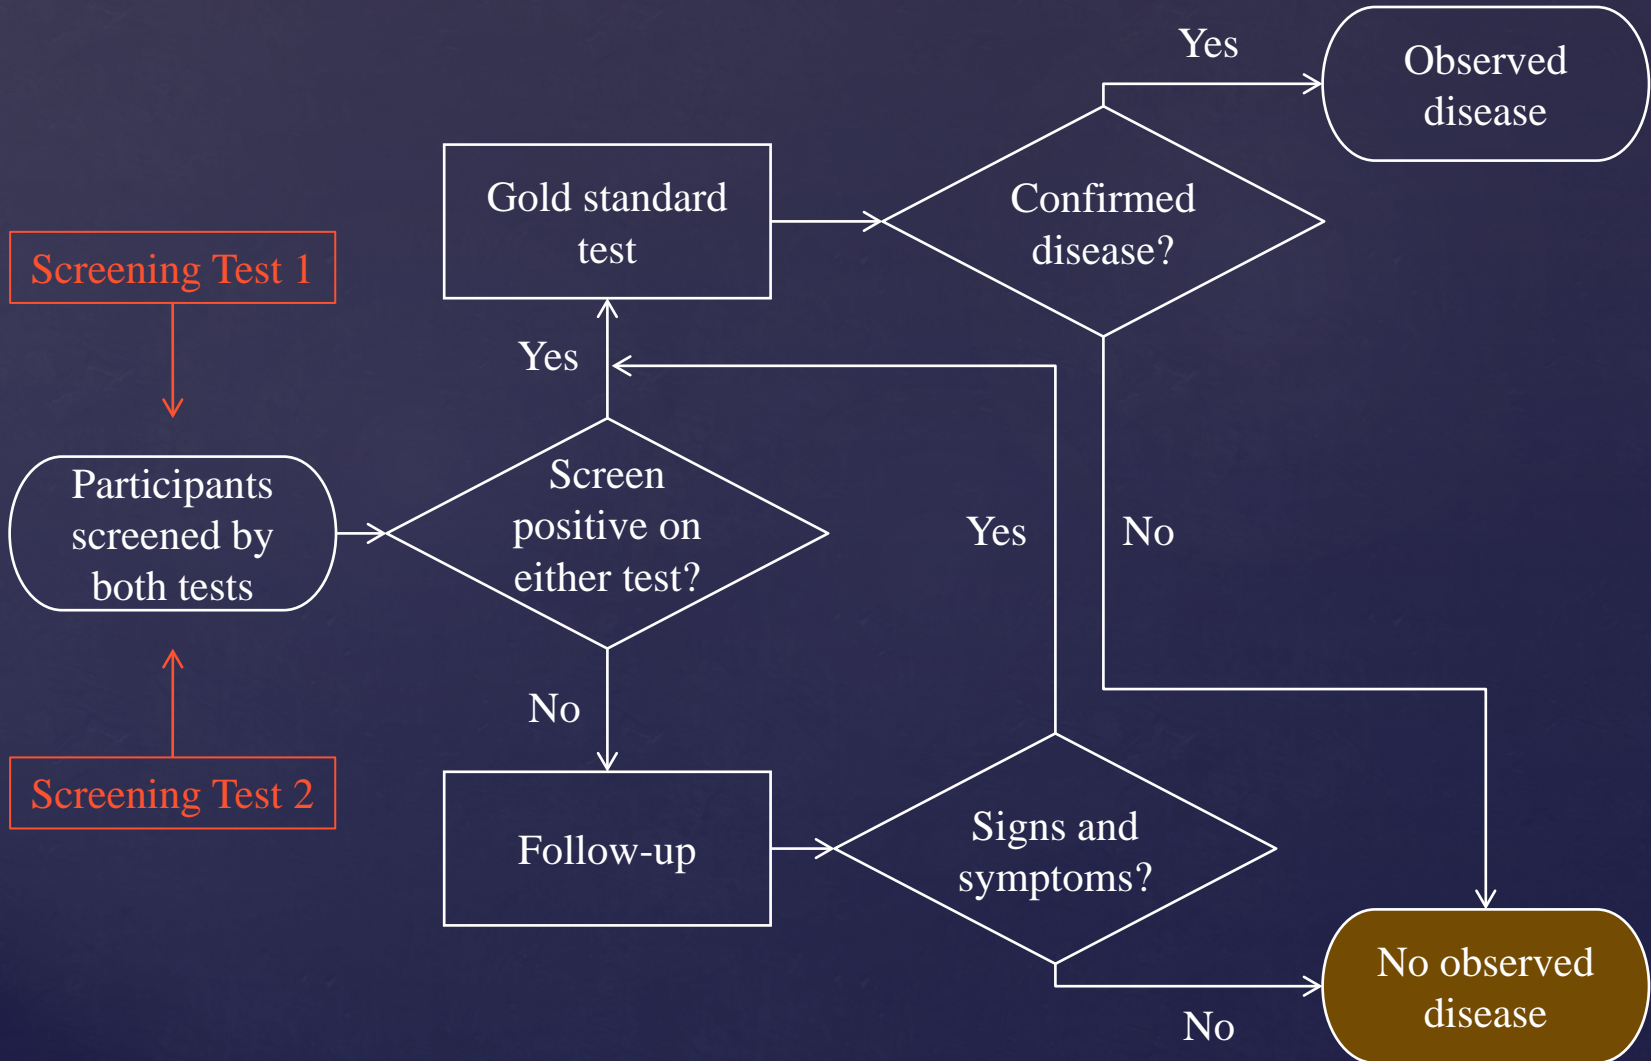 Yes
Observed
disease
Gold standard
test
Confirmed
disease?
Screening Test 1
Yes
Participants
screened by
both tests
Screen
positive on
either test?
Yes
No
No
Screening Test 2
Follow-up
Signs and
symptoms?
No
No observed
disease